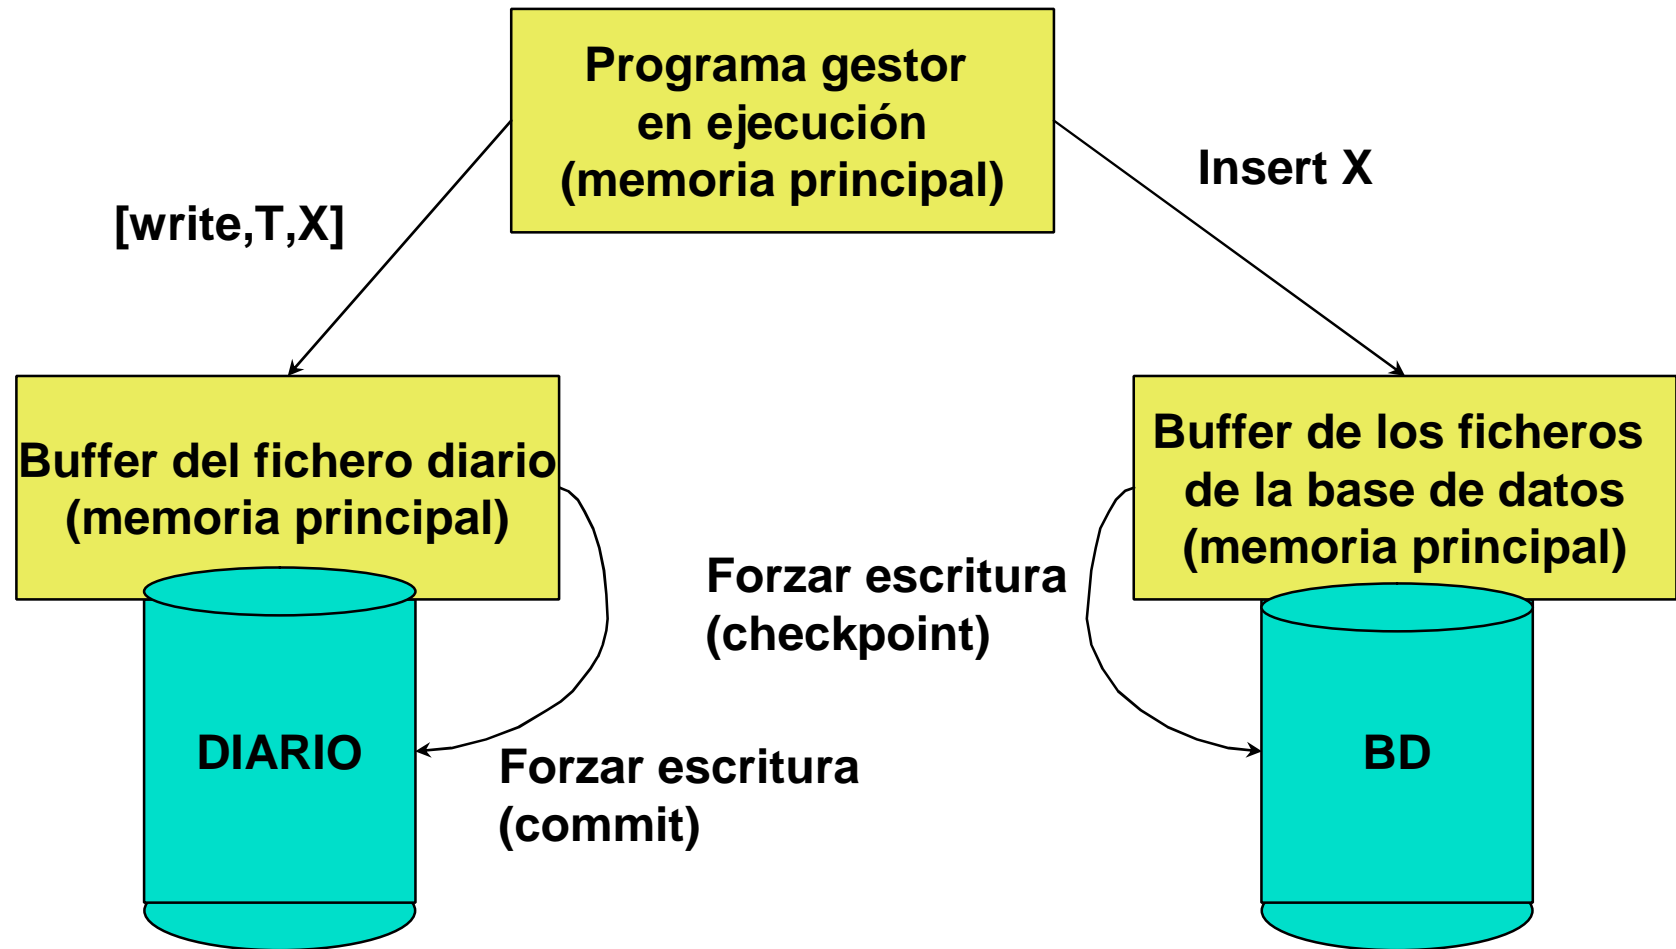 Programa gestor
en ejecución
(memoria principal)
Insert X
[write,T,X]
Buffer del fichero diario
(memoria principal)
Buffer de los ficheros
de la base de datos
(memoria principal)
Forzar escritura
(checkpoint)
DIARIO
Forzar escritura
(commit)
BD